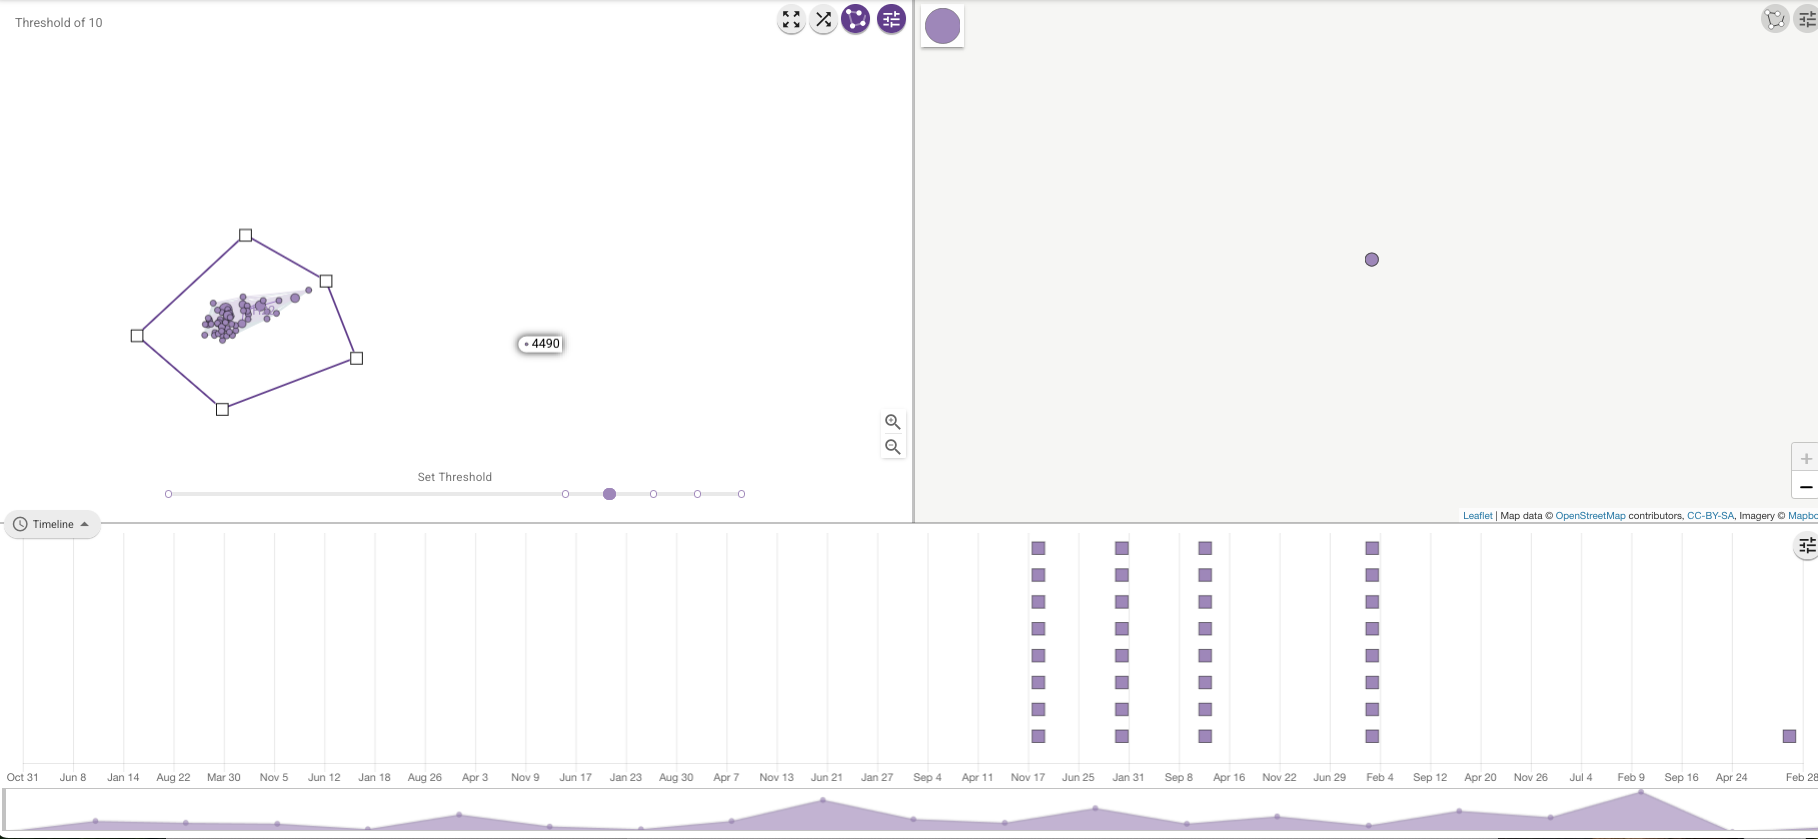 Threshold of 10
4490
Set Threshold
Leaflet | Map data © OpenStreetMap contributors, CC-BY-SA, Imagery © Mapbo
Timeline
Oct 31 Jun 8 Jan 14 Aug 22 Mar 30 Nov 5 Jun 12 Jan 18 Aug 26 Apr 3 Nov 9 Jun 17 Jan 23 Aug 30 Apr 7 Nov 13 Jun 21 Jan 27 Sep 4 Apr 11 Nov 17 Jun 25 Jan 31 Sep 8 Apr 16 Nov 22 Jun 29 Feb 4 Sep 12 Apr 20 Nov 26 Jul 4 Feb 9 Sep 16 Apr 24 Feb 28